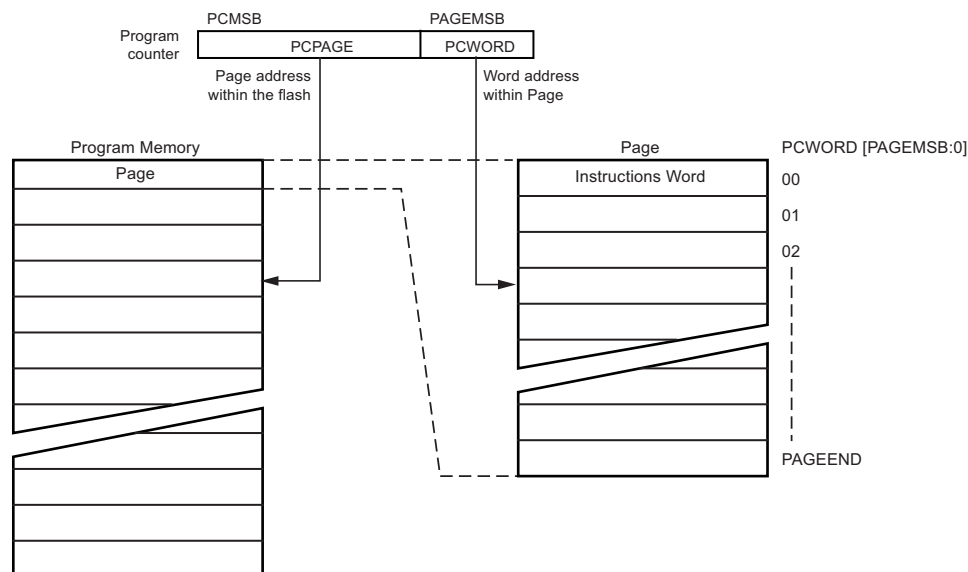 PCMSB
PAGEMSB
Program
counter
PCPAGE
PCWORD
Page address
within the flash
Word address
within Page
Program Memory
Page
PCWORD [PAGEMSB:0]
Page
Instructions Word
00
01
02
PAGEEND